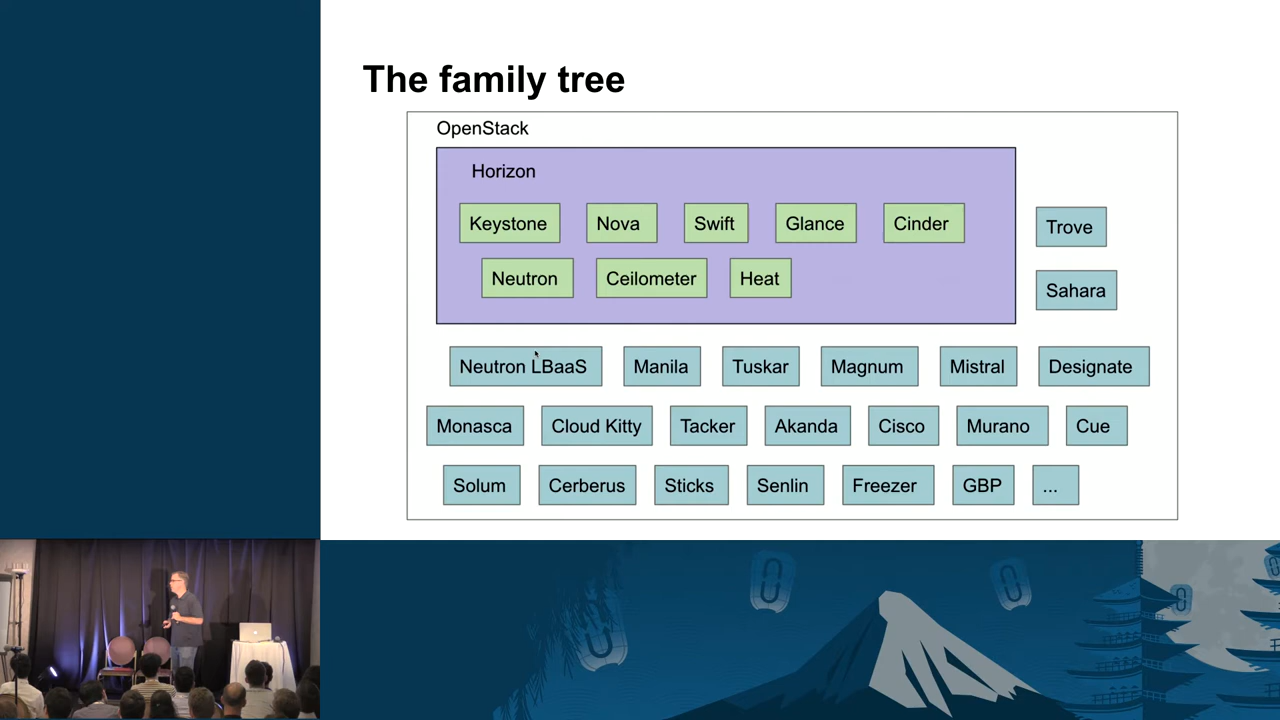 The family tree
OpenStack
Horizon
Keystone Nova Swift Glance Cinder
Trove
Neutron Ceilometer Heat
Sahara
Neutron LBaaS Manila Tuskar Magnum Mistral Designate
Monasca Cloud Kitty Tacker Akanda Cisco Murano Cue
Solum Cerberus Sticks Senlin Freezer GBP ...